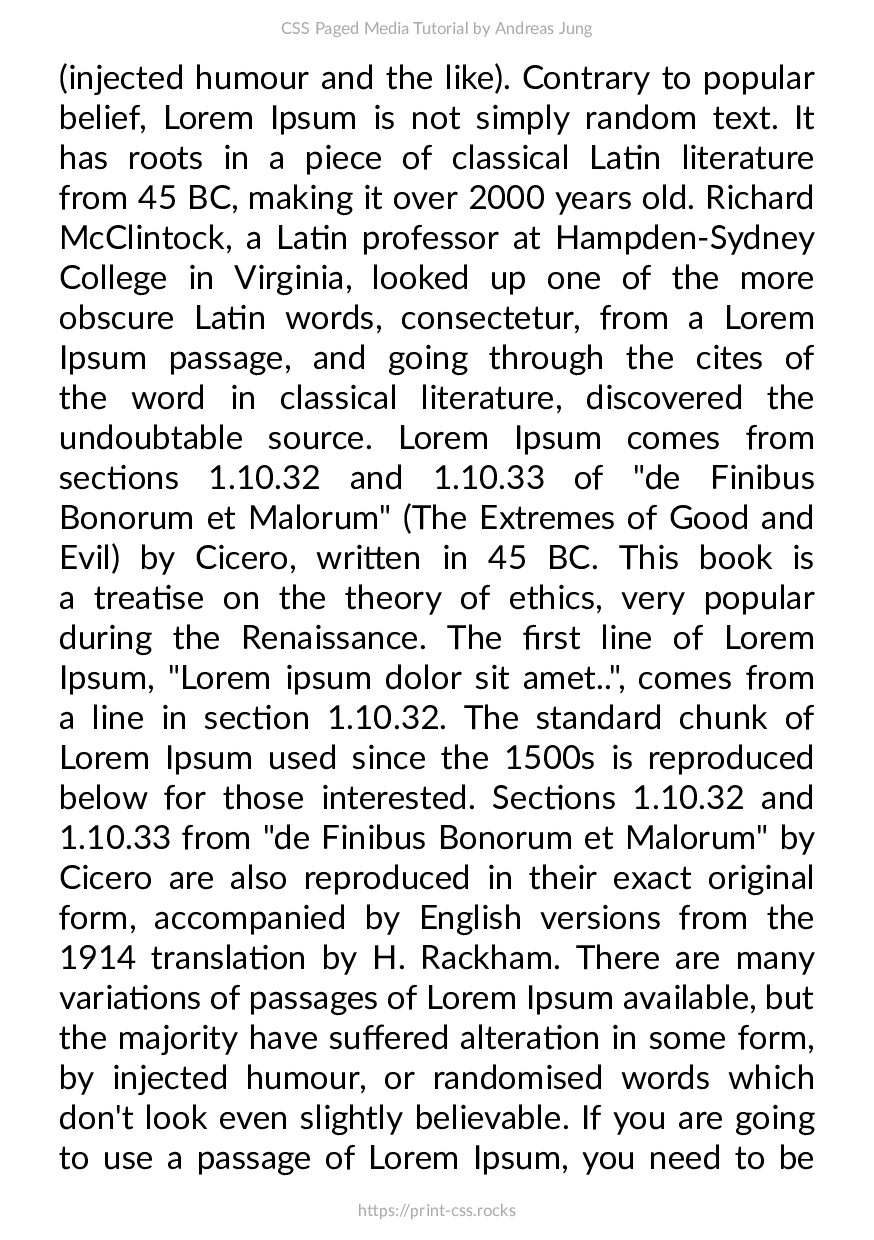 CSS Paged Media Tutorial by Andreas Jung
(injected humour and the like). Contrary to popular
belief, Lorem Ipsum is not simply random text. It
has roots in a piece of classical Latin literature
from 45 BC, making it over 2000 years old. Richard
McClintock, a Latin professor at Hampden-Sydney
College in Virginia, looked up one of the more
obscure Latin words, consectetur, from a Lorem
Ipsum passage, and going through the cites of
the word in classical literature, discovered the
undoubtable source. Lorem Ipsum comes from
sections 1.10.32 and 1.10.33 of "de Finibus
Bonorum et Malorum" (The Extremes of Good and
Evil) by Cicero, written in 45 BC. This book is
a treatise on the theory of ethics, very popular
during the Renaissance. The first line of Lorem
Ipsum, "Lorem ipsum dolor sit amet..", comes from
a line in section 1.10.32. The standard chunk of
Lorem Ipsum used since the 1500s is reproduced
below for those interested. Sections 1.10.32 and
1.10.33 from "de Finibus Bonorum et Malorum" by
Cicero are also reproduced in their exact original
form, accompanied by English versions from the
1914 translation by H. Rackham. There are many
variations of passages of Lorem Ipsum available, but
the majority have suffered alteration in some form,
by injected humour, or randomised words which
don't look even slightly believable. If you are going
to use a passage of Lorem Ipsum, you need to be
https://print-css.rocks